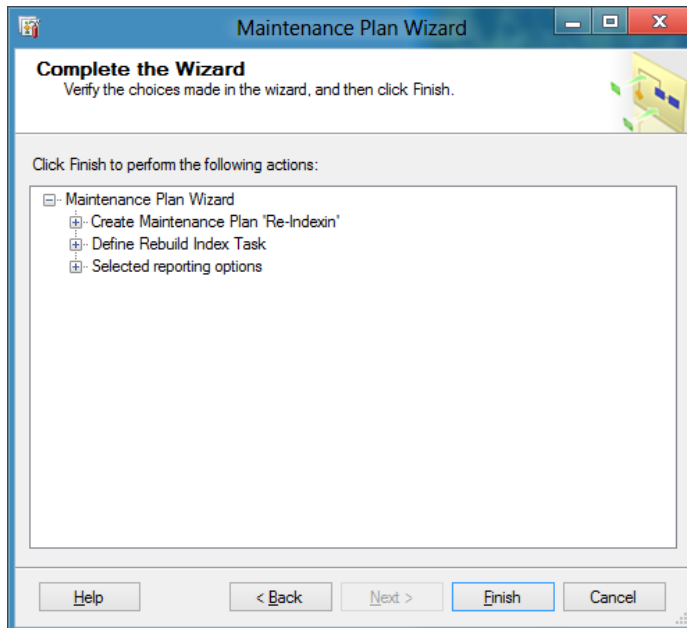 Maintenance Plan Wizard
Complete the Wizard
Verify the choices made in the wizard, and then click Finish.
Click Finish to perform the following actions:
Maintenance Plan Wizard
Create Maintenance Plan 'Re-Indexin'
Define Rebuild Index Task
Selected reporting options
Help
< Back
Next >
Finish
Cancel